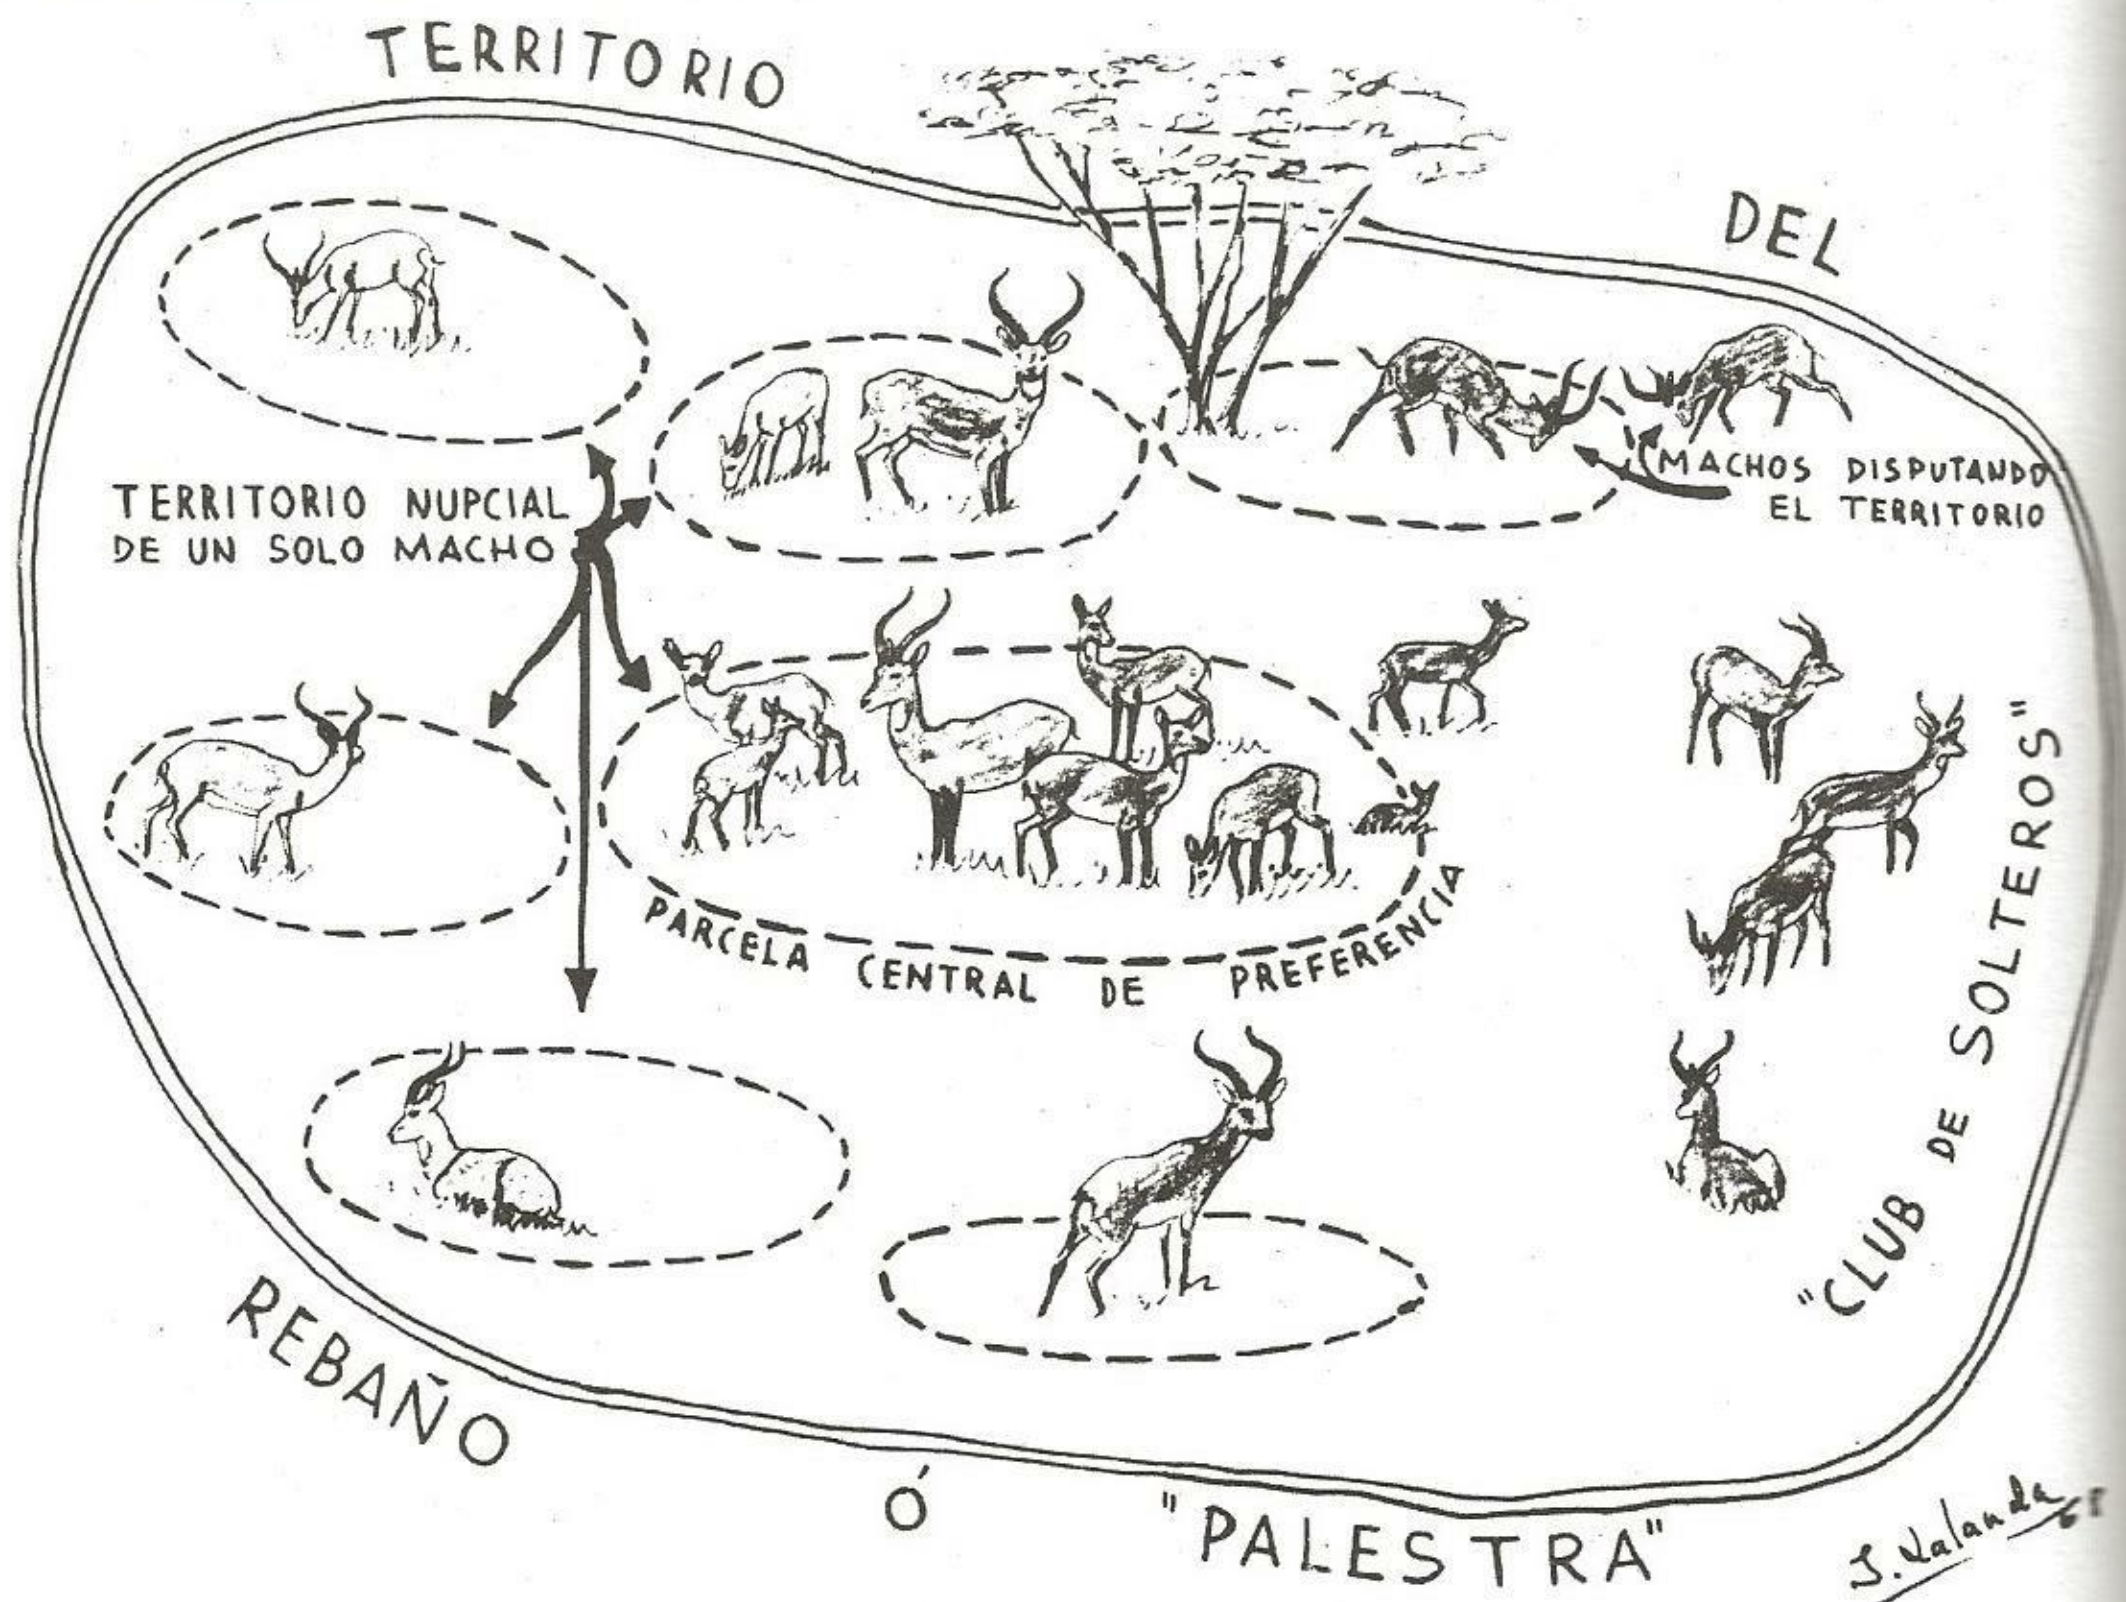 TERRITORIO
DEL
TERRITORIO NUPCIAL
DE UN SOLO MACHO
MACHOS DISPUTANDO
EL TERRITORIO
PARCELA CENTRAL DE PREFERENCIA
"CLUB DE SOLTEROS"
REBAÑO
Ó
"PALESTRA"
J. Lalanda